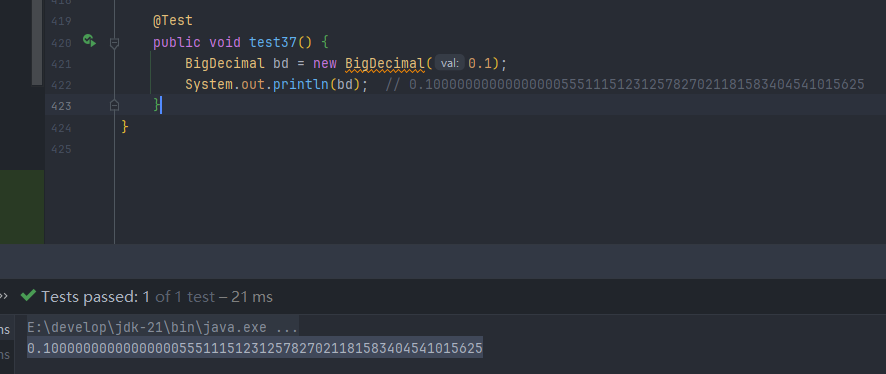 418
419 @Test
420 public void test37() {
421 BigDecimal bd = new BigDecimal( val: 0.1);
422 System.out.println(bd); // 0.1000000000000000055511151231257827021181583404541015625
423 }
424 }
425
» Tests passed: 1 of 1 test – 21 ms
ms E:\develop\jdk-21\bin\java.exe ...
ms 0.1000000000000000055511151231257827021181583404541015625